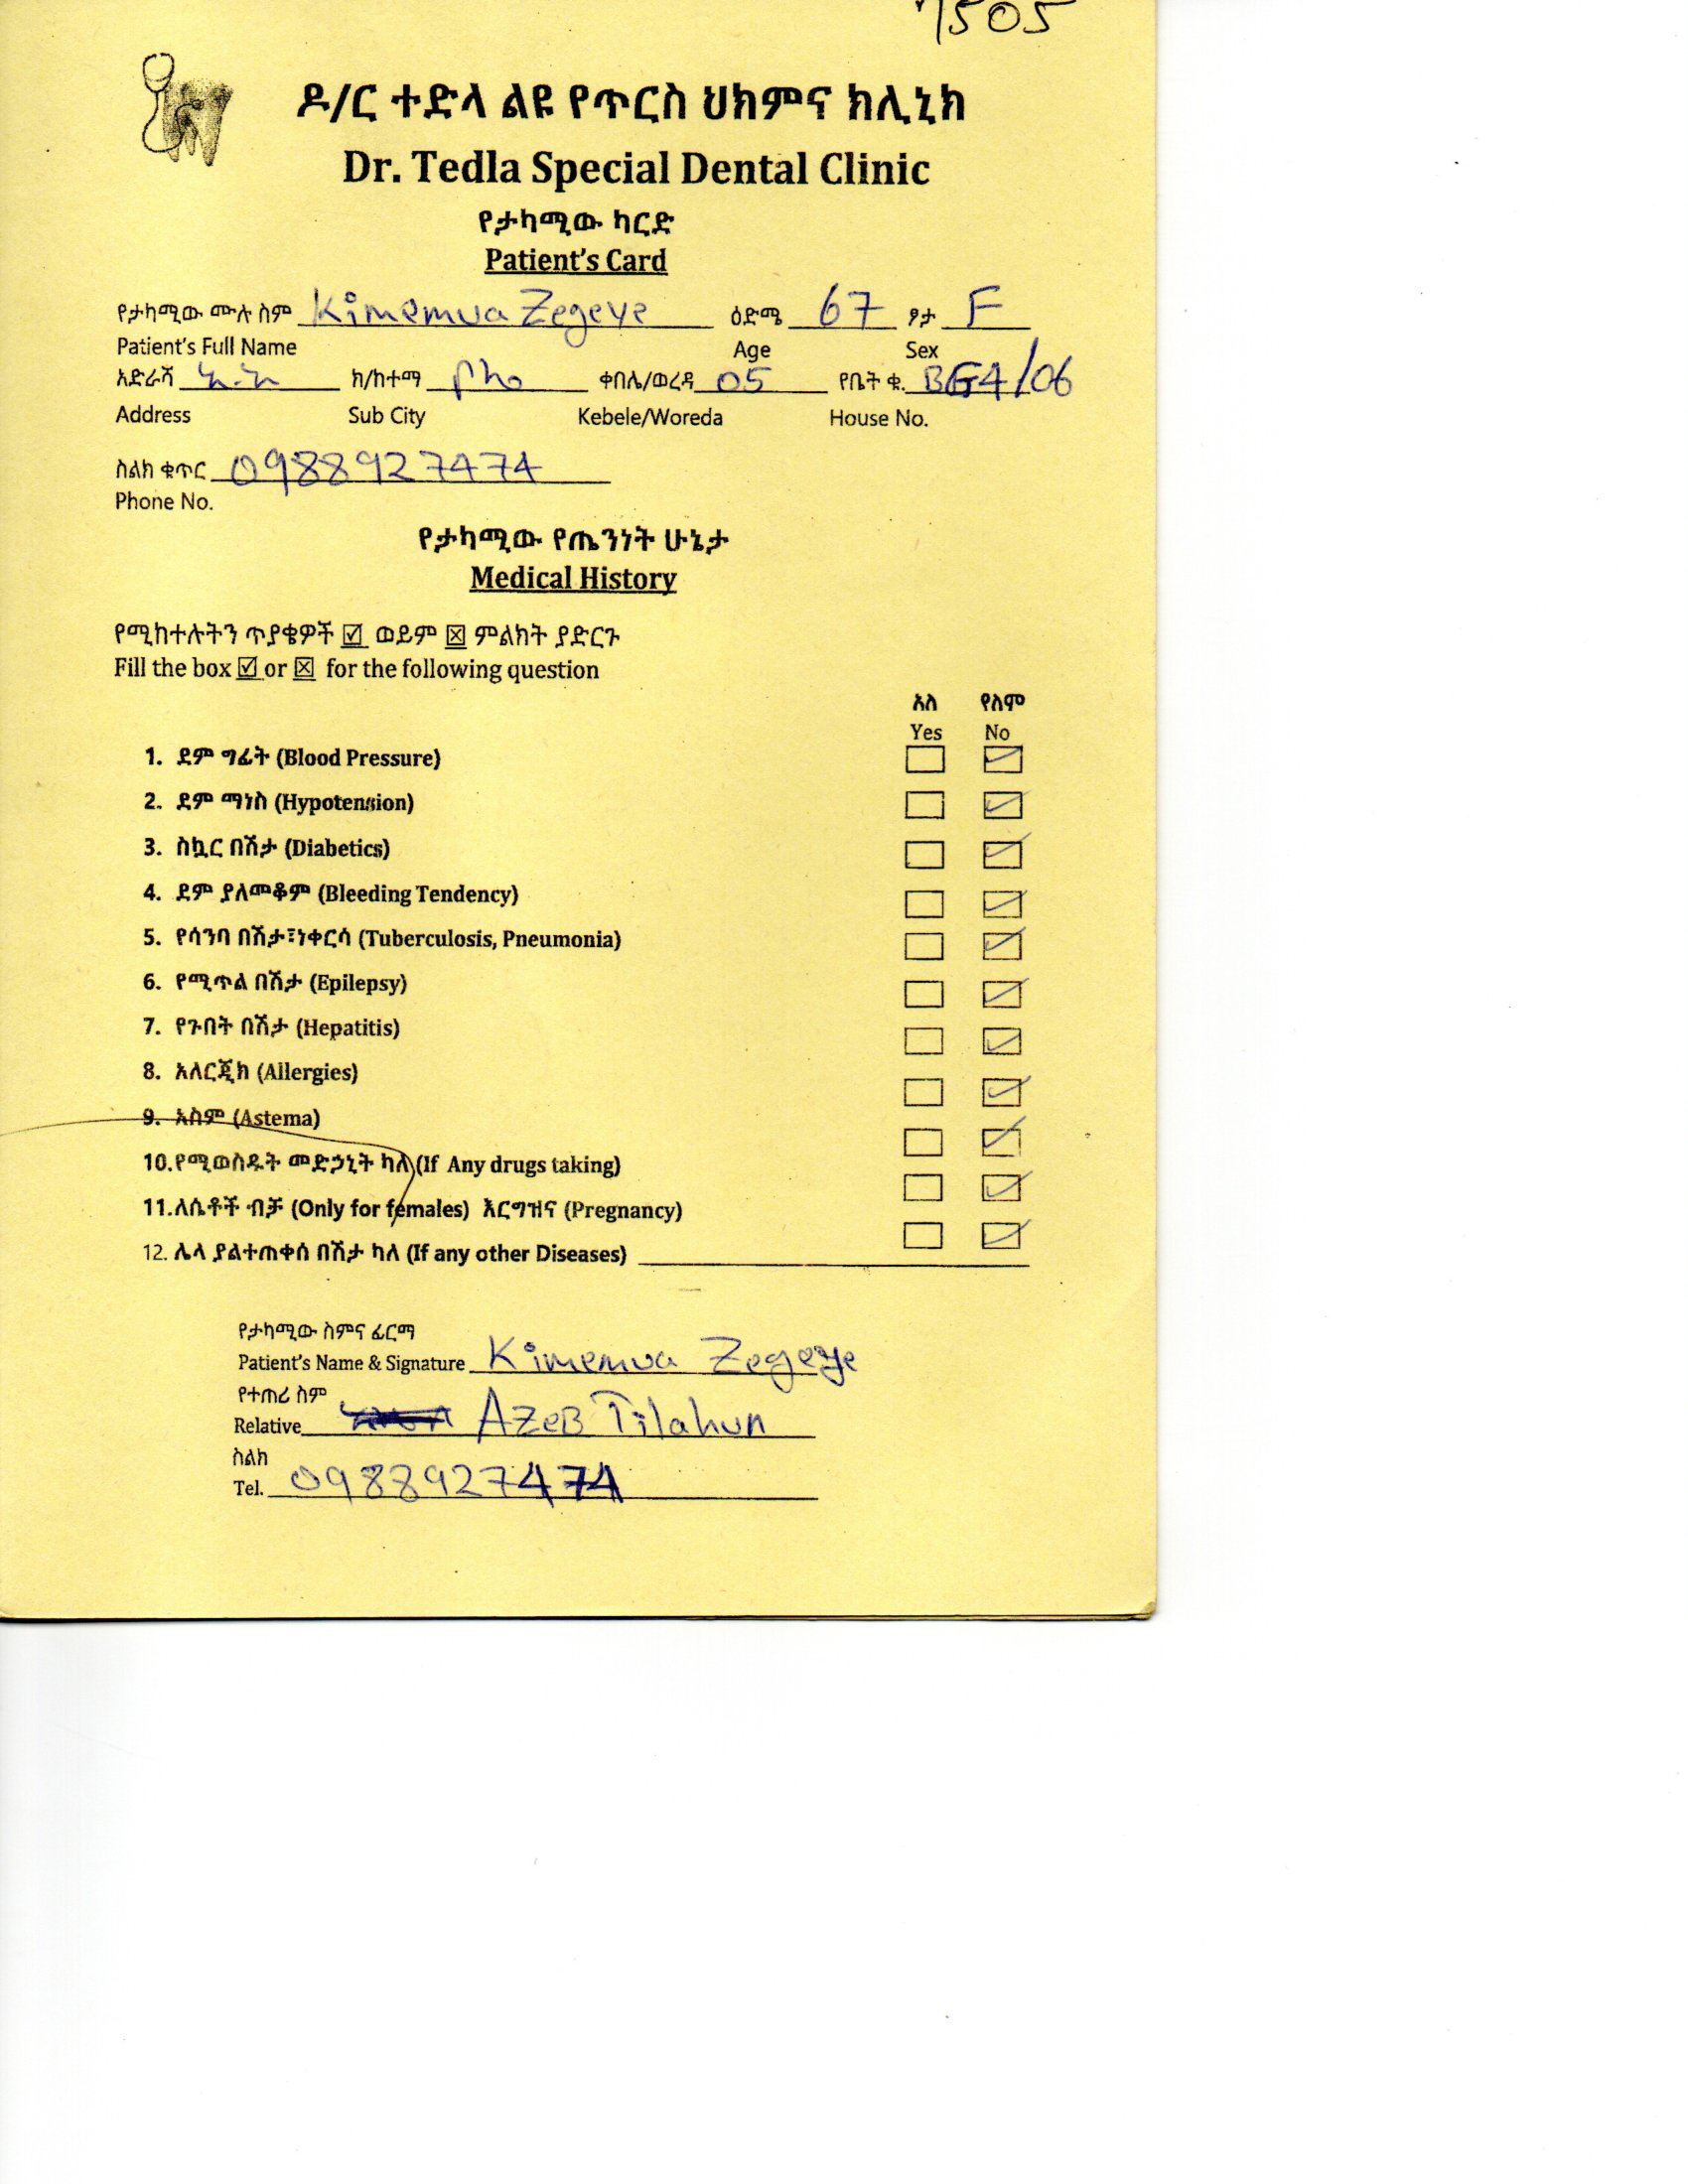 7505
ዶ/ር ተድላ ልዩ የጥርስ ህክምና ክሊኒክ
Dr. Tedla Special Dental Clinic
የታካሚው ካርድ
Patient's Card
የታካሚው ሙሉ ስም Kimemua Zegeye ዕድሜ 67 ፆታ F
Patient's Full Name Age Sex
አድራሻ አ.አ ክ/ከተማ ቀበሌ/ወረዳ 05 የቤት ቁ. BG4/06
Address Sub City Kebele/Woreda House No.
ስልክ ቁጥር 0988927474
Phone No.
የታካሚው የጤንነት ሁኔታ
Medical History
የሚከተሉትን ጥያቄዎች ☑ ወይም ☒ ምልክት ያድርጉ
Fill the box ☑ or ☒ for the following question
አለ የለም
Yes No
1. ደም ግፊት (Blood Pressure)
2. ደም ማነስ (Hypotension)
3. ስኳር በሽታ (Diabetics)
4. ደም ያለመቆም (Bleeding Tendency)
5. የሳንባ በሽታ፣ነቀርሳ (Tuberculosis, Pneumonia)
6. የሚጥል በሽታ (Epilepsy)
7. የጉበት በሽታ (Hepatitis)
8. አለርጂክ (Allergies)
9. አስም (Astema)
10.የሚወስዱት መድኃኒት ካለ (If Any drugs taking)
11.ለሴቶች ብቻ (Only for females) እርግዝና (Pregnancy)
12. ሌላ ያልተጠቀሰ በሽታ ካለ (If any other Diseases)
የታካሚው ስምና ፊርማ
Patient's Name & Signature Kimemua Zegeye
የተጠሪ ስም
Relative AZeB Tilahun
ስልክ
Tel. 0988927474